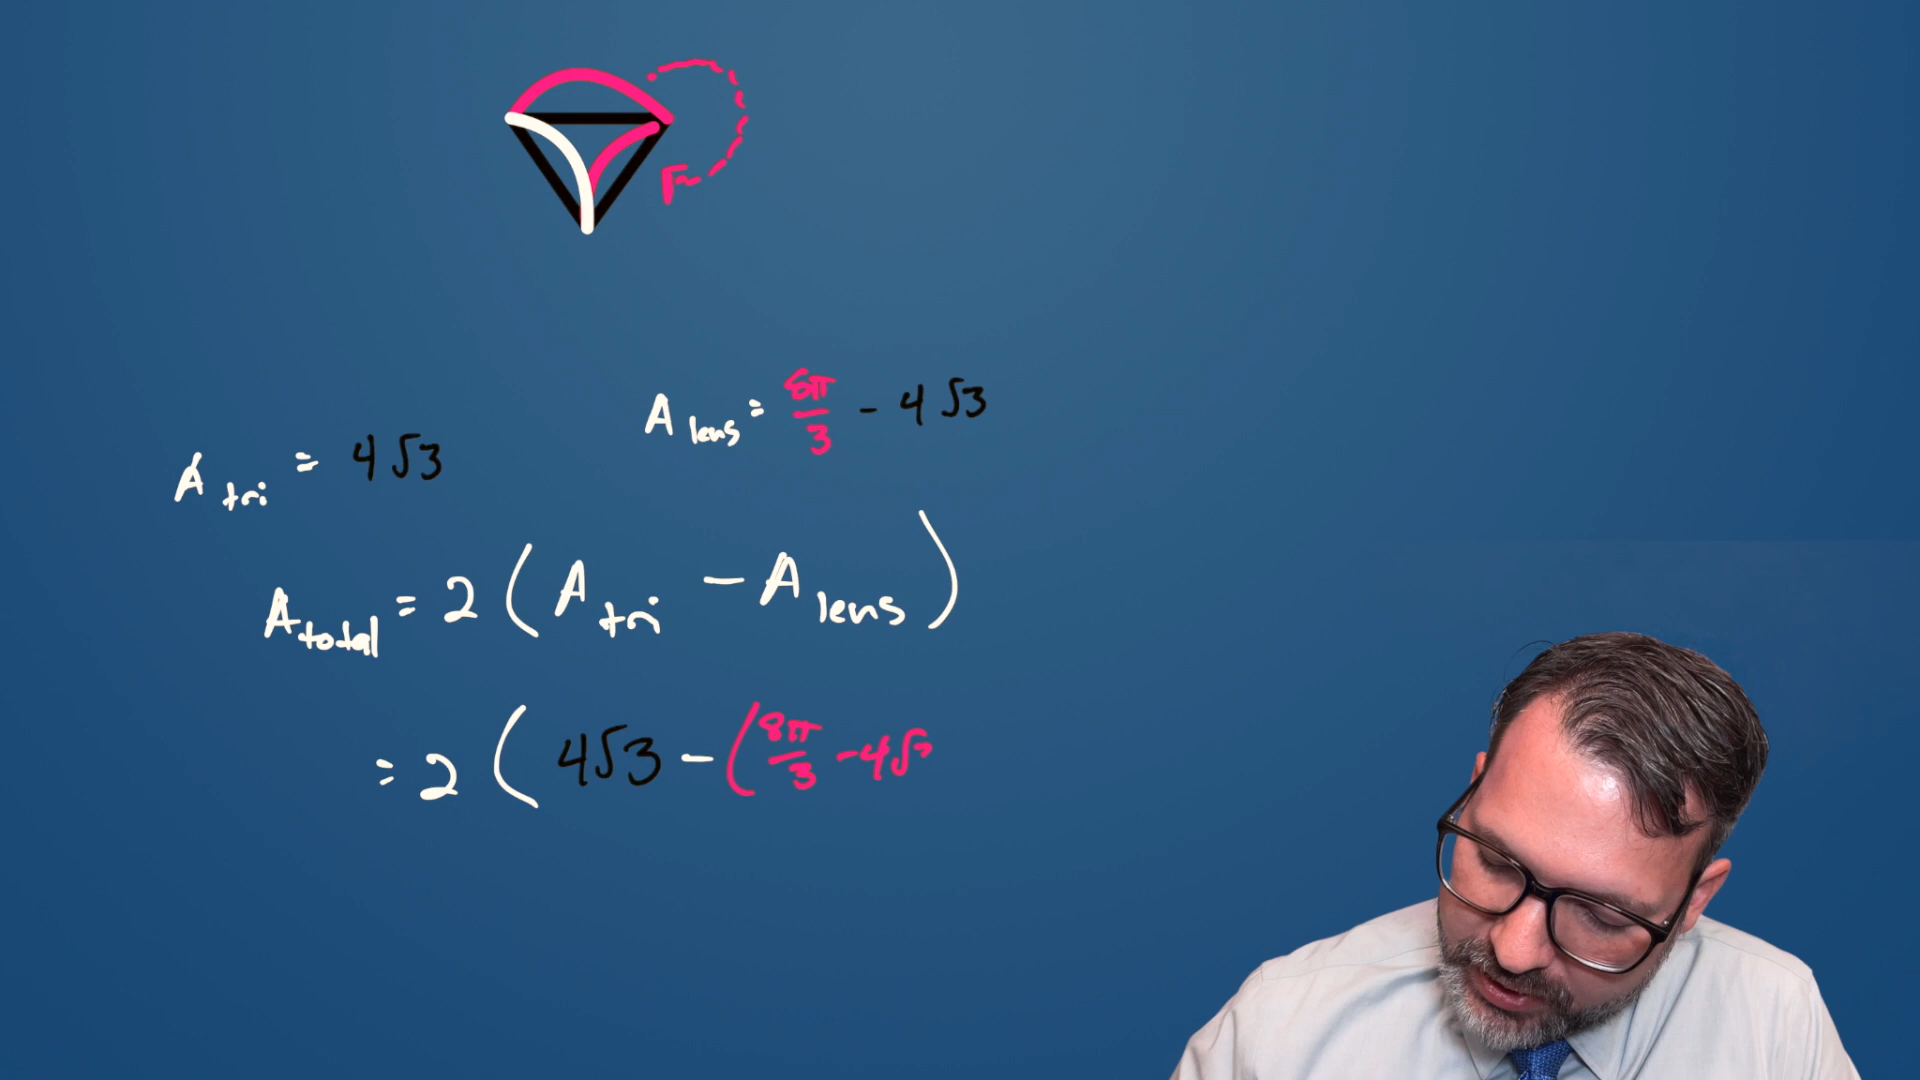 A lens = 8π/3 - 4√3
A tri = 4√3
A total = 2 ( A tri - A lens )
= 2 ( 4√3 - ( 8π/3 - 4√3